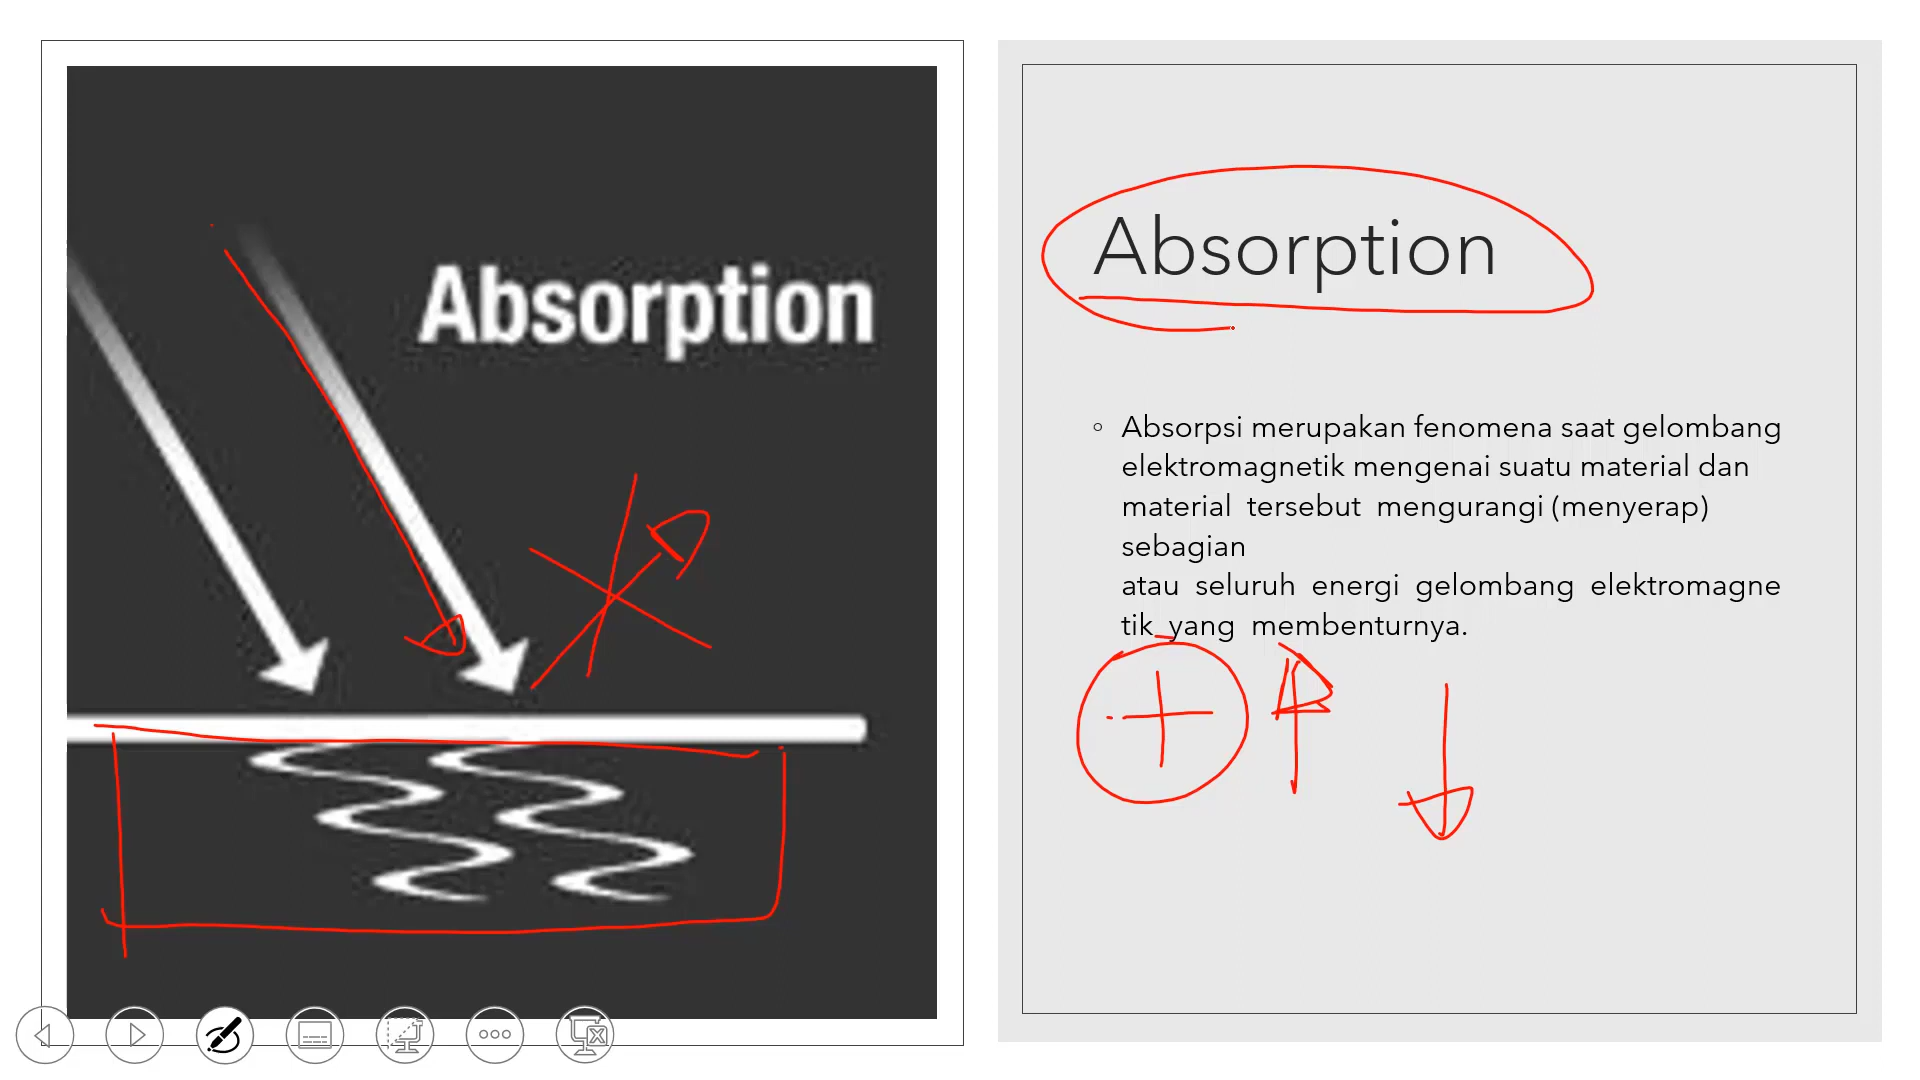 Absorption
Absorption
Absorpsi merupakan fenomena saat gelombang
elektromagnetik mengenai suatu material dan
material tersebut mengurangi (menyerap)
sebagian
atau seluruh energi gelombang elektromagne
tik yang membenturnya.